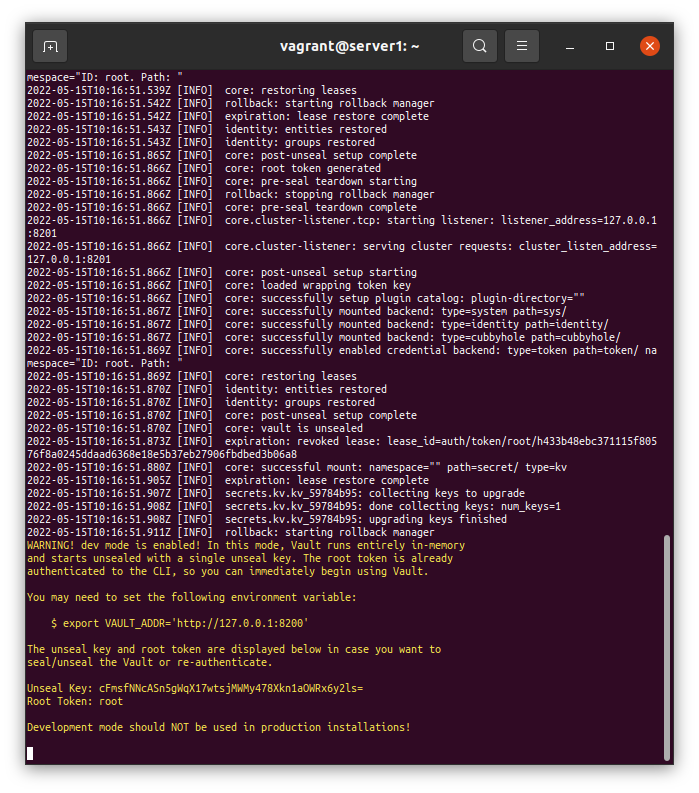 vagrant@server1: ~
mespace="ID: root. Path: "
2022-05-15T10:16:51.539Z [INFO]  core: restoring leases
2022-05-15T10:16:51.542Z [INFO]  rollback: starting rollback manager
2022-05-15T10:16:51.542Z [INFO]  expiration: lease restore complete
2022-05-15T10:16:51.543Z [INFO]  identity: entities restored
2022-05-15T10:16:51.543Z [INFO]  identity: groups restored
2022-05-15T10:16:51.865Z [INFO]  core: post-unseal setup complete
2022-05-15T10:16:51.866Z [INFO]  core: root token generated
2022-05-15T10:16:51.866Z [INFO]  core: pre-seal teardown starting
2022-05-15T10:16:51.866Z [INFO]  rollback: stopping rollback manager
2022-05-15T10:16:51.866Z [INFO]  core: pre-seal teardown complete
2022-05-15T10:16:51.866Z [INFO]  core.cluster-listener.tcp: starting listener: listener_address=127.0.0.1
:8201
2022-05-15T10:16:51.866Z [INFO]  core.cluster-listener: serving cluster requests: cluster_listen_address=
127.0.0.1:8201
2022-05-15T10:16:51.866Z [INFO]  core: post-unseal setup starting
2022-05-15T10:16:51.866Z [INFO]  core: loaded wrapping token key
2022-05-15T10:16:51.866Z [INFO]  core: successfully setup plugin catalog: plugin-directory=""
2022-05-15T10:16:51.867Z [INFO]  core: successfully mounted backend: type=system path=sys/
2022-05-15T10:16:51.867Z [INFO]  core: successfully mounted backend: type=identity path=identity/
2022-05-15T10:16:51.867Z [INFO]  core: successfully mounted backend: type=cubbyhole path=cubbyhole/
2022-05-15T10:16:51.869Z [INFO]  core: successfully enabled credential backend: type=token path=token/ na
mespace="ID: root. Path: "
2022-05-15T10:16:51.869Z [INFO]  core: restoring leases
2022-05-15T10:16:51.870Z [INFO]  identity: entities restored
2022-05-15T10:16:51.870Z [INFO]  identity: groups restored
2022-05-15T10:16:51.870Z [INFO]  core: post-unseal setup complete
2022-05-15T10:16:51.870Z [INFO]  core: vault is unsealed
2022-05-15T10:16:51.873Z [INFO]  expiration: revoked lease: lease_id=auth/token/root/h433b48ebc371115f805
76f8a0245ddaad6368e18e5b37eb27906fbdbed3b06a8
2022-05-15T10:16:51.880Z [INFO]  core: successful mount: namespace="" path=secret/ type=kv
2022-05-15T10:16:51.905Z [INFO]  expiration: lease restore complete
2022-05-15T10:16:51.907Z [INFO]  secrets.kv.kv_59784b95: collecting keys to upgrade
2022-05-15T10:16:51.908Z [INFO]  secrets.kv.kv_59784b95: done collecting keys: num_keys=1
2022-05-15T10:16:51.908Z [INFO]  secrets.kv.kv_59784b95: upgrading keys finished
2022-05-15T10:16:51.911Z [INFO]  rollback: starting rollback manager
WARNING! dev mode is enabled! In this mode, Vault runs entirely in-memory
and starts unsealed with a single unseal key. The root token is already
authenticated to the CLI, so you can immediately begin using Vault.
You may need to set the following environment variable:
$ export VAULT_ADDR='http://127.0.0.1:8200'
The unseal key and root token are displayed below in case you want to
seal/unseal the Vault or re-authenticate.
Unseal Key: cFmsfNNcASn5gWqX17wtsjMWMy478Xkn1aOWRx6y2ls=
Root Token: root
Development mode should NOT be used in production installations!